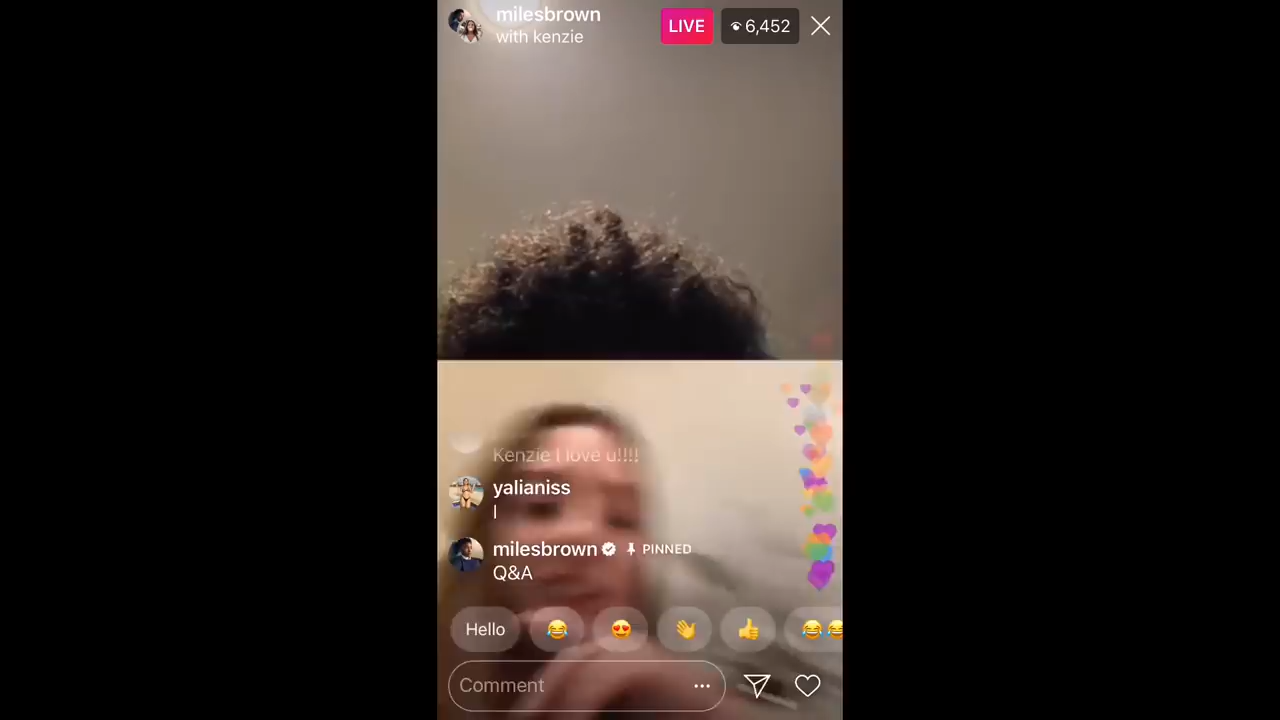 milesbrown
with kenzie
LIVE
6,452
Kenzie I love u!!!!
yalianiss
I
milesbrown PINNED
Q&A
Hello
Comment